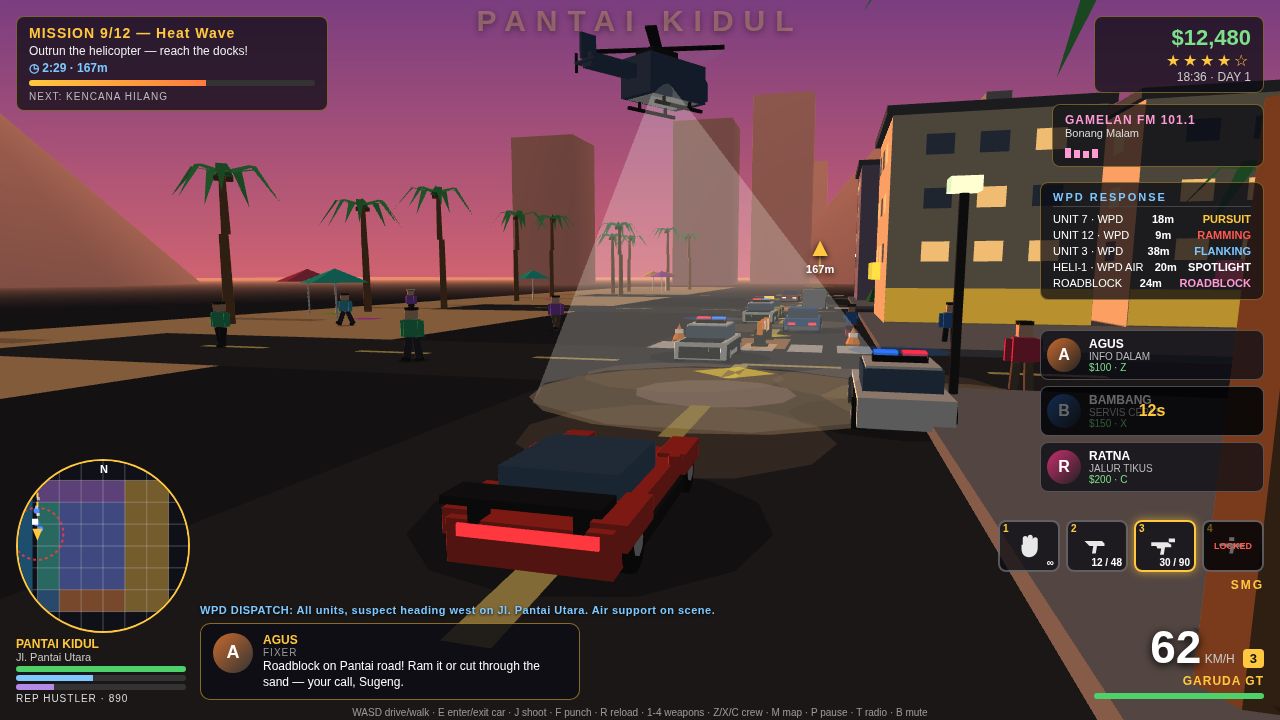 PANTAI KIDUL
MISSION 9/12 — Heat Wave
Outrun the helicopter — reach the docks!
2:29 · 167m
NEXT: KENCANA HILANG
$12,480
★★★★☆
18:36 · DAY 1
GAMELAN FM 101.1
Bonang Malam
WPD RESPONSE
UNIT 7 · WPD 18m PURSUIT
UNIT 12 · WPD 9m RAMMING
UNIT 3 · WPD 38m FLANKING
HELI-1 · WPD AIR 20m SPOTLIGHT
ROADBLOCK 24m ROADBLOCK
167m
A
AGUS
INFO DALAM
$100 · Z
B
BAMBANG
12s
$150 · X
R
RATNA
JALUR TIKUS
$200 · C
1
∞
2
12 / 48
3
30 / 90
4
LOCKED
SMG
N
PANTAI KIDUL
Jl. Pantai Utara
REP HUSTLER · 890
WPD DISPATCH: All units, suspect heading west on Jl. Pantai Utara. Air support on scene.
A
AGUS
FIXER
Roadblock on Pantai road! Ram it or cut through the
sand — your call, Sugeng.
62 KM/H 3
GARUDA GT
WASD drive/walk · E enter/exit car · J shoot · F punch · R reload · 1-4 weapons · Z/X/C crew · M map · P pause · T radio · B mute